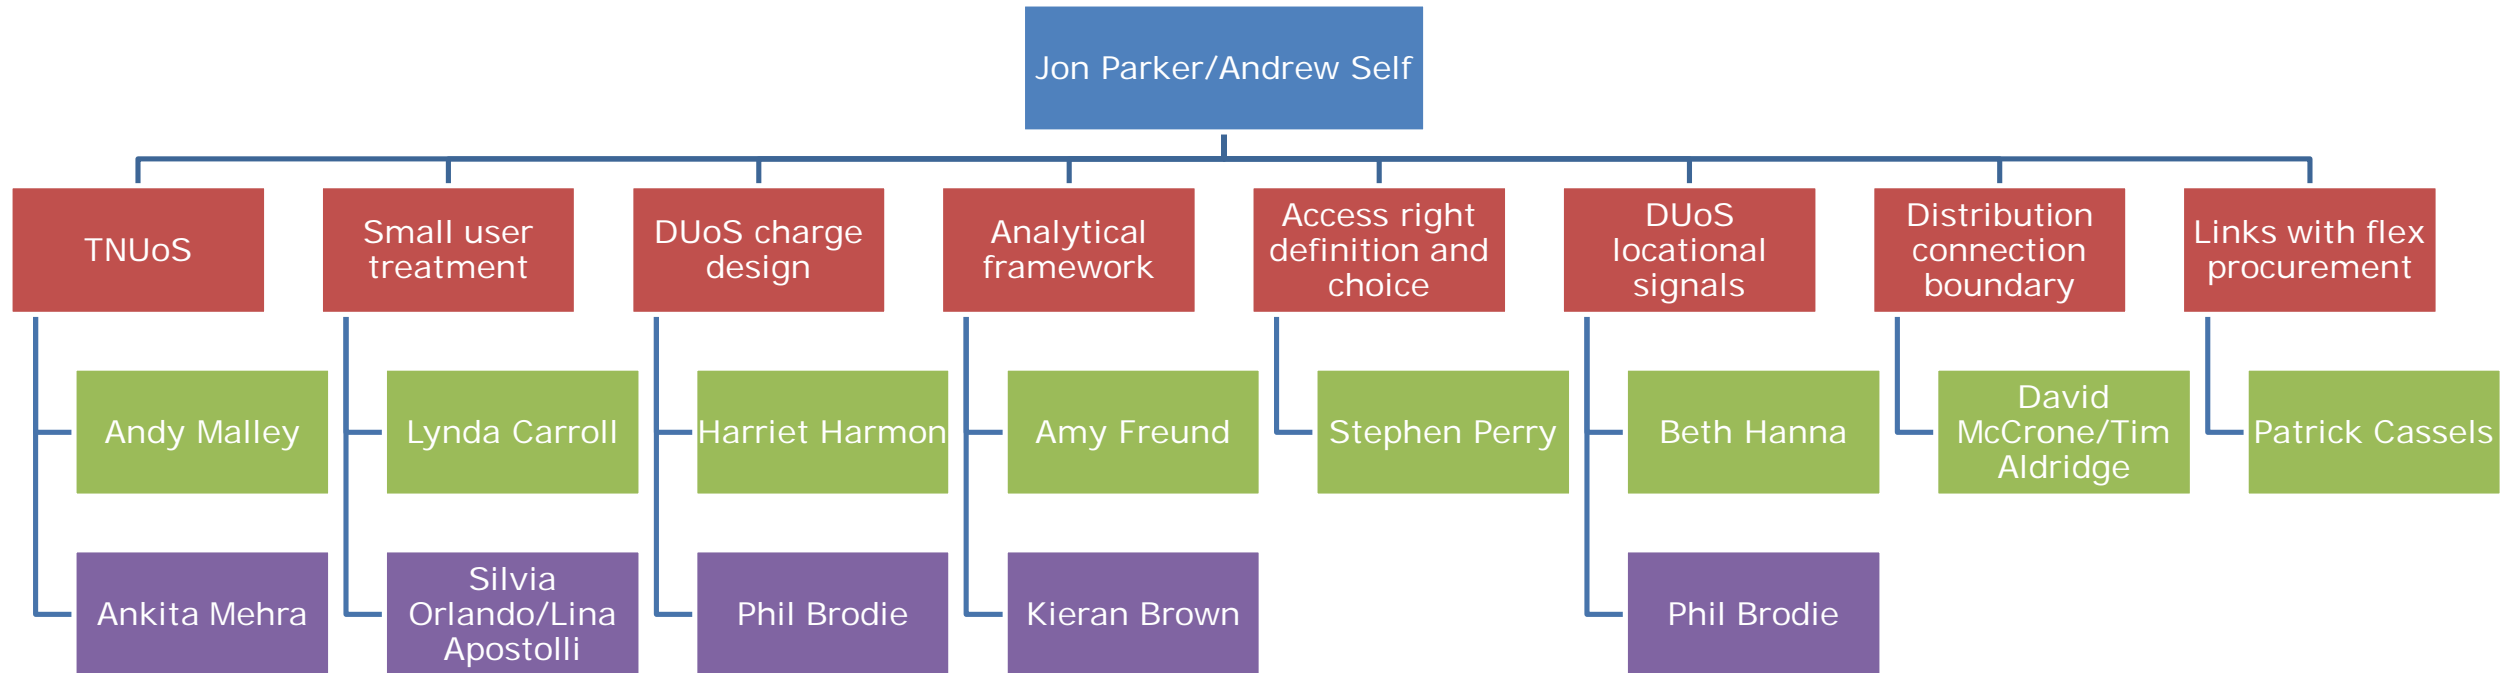 Jon Parker/Andrew Self
TNUoS
Small user
treatment
DUoS charge
design
Analytical
framework
Access right
definition and
choice
DUoS
locational
signals
Distribution
connection
boundary
Links with flex
procurement
Andy Malley
Lynda Carroll
Harriet Harmon
Amy Freund
Stephen Perry
Beth Hanna
David
McCrone/Tim
Aldridge
Patrick Cassels
Ankita Mehra
Silvia
Orlando/Lina
Apostolli
Phil Brodie
Kieran Brown
Phil Brodie